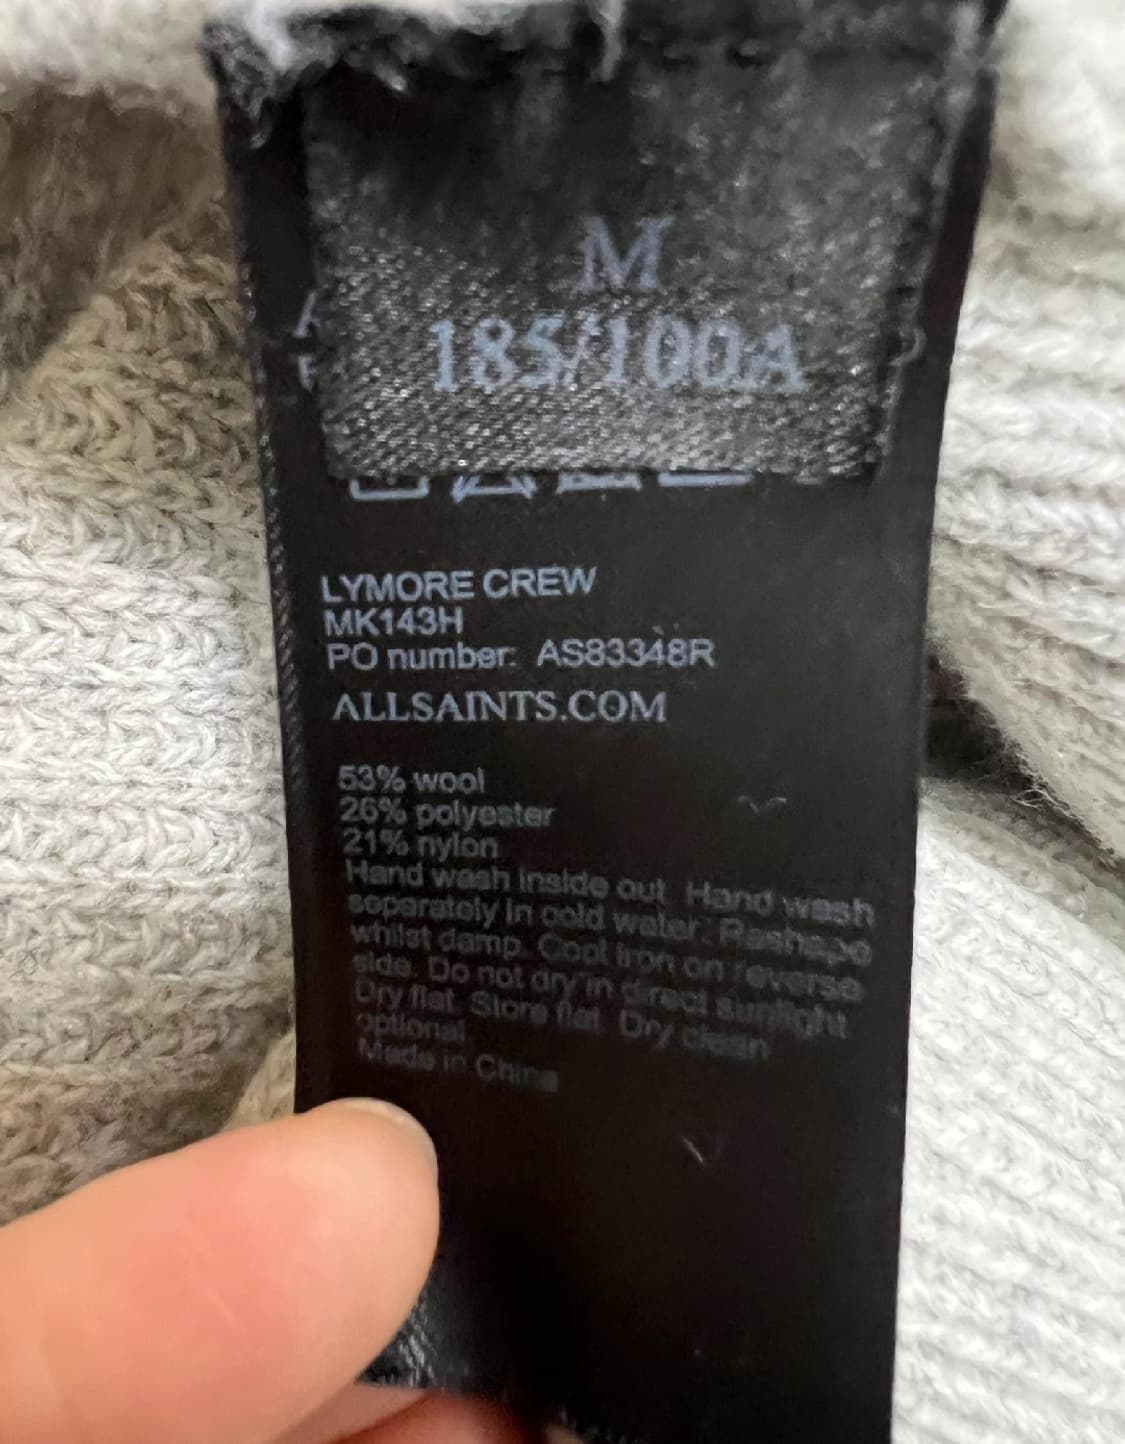 M
185/100A
LYMORE CREW
MK143H
PO number: AS83348R
ALLSAINTS.COM
53% wool
26% polyester
21% nylon
Hand wash inside out. Hand wash
separately in cold water. Reshape
whilst damp. Cool iron on reverse
side. Do not dry in direct sunlight
Dry flat. Store flat. Dry clean
optional
Made in China